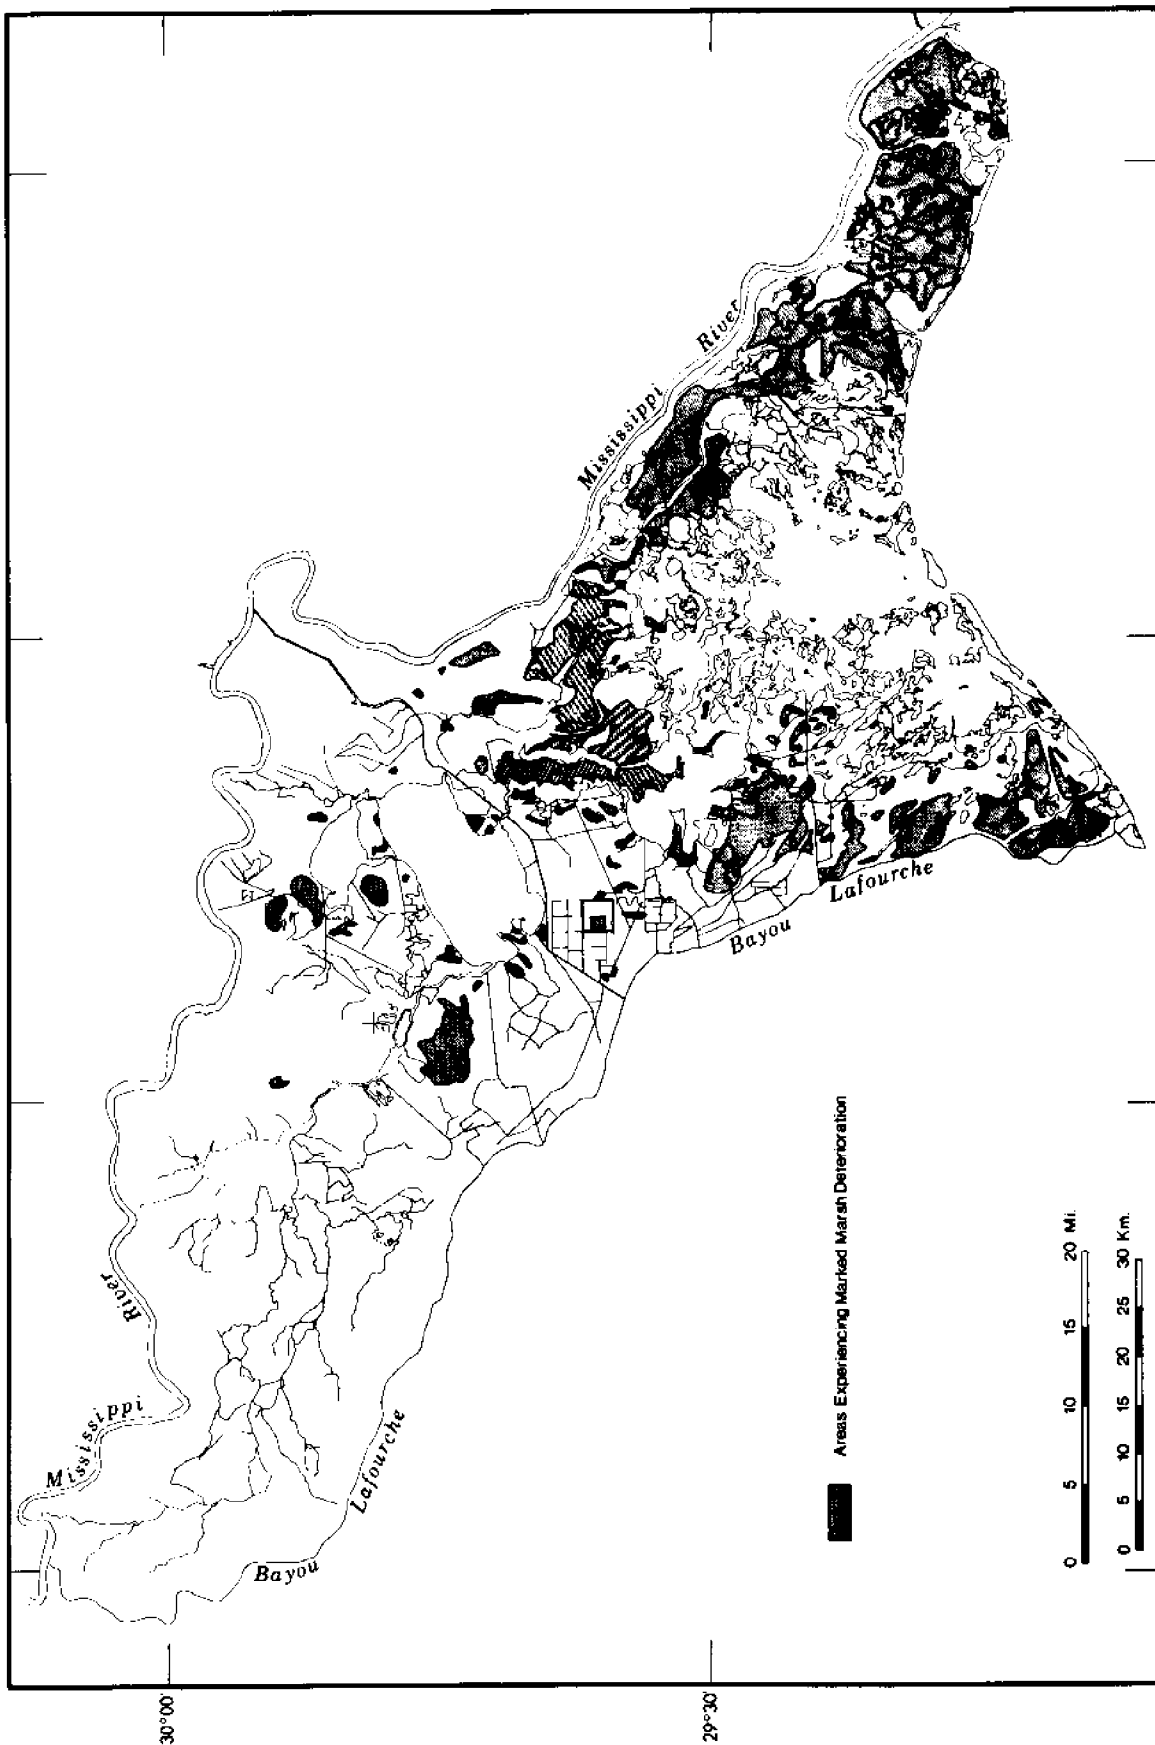 Mississippi
River
Mississippi
River
Bayou
Lafourche
Bayou
Lafourche
30°00'
29°30'
Areas Experiencing Marked Marsh Deterioration
0 5 10 15 20 Mi.
0 5 10 15 20 25 30 Km.